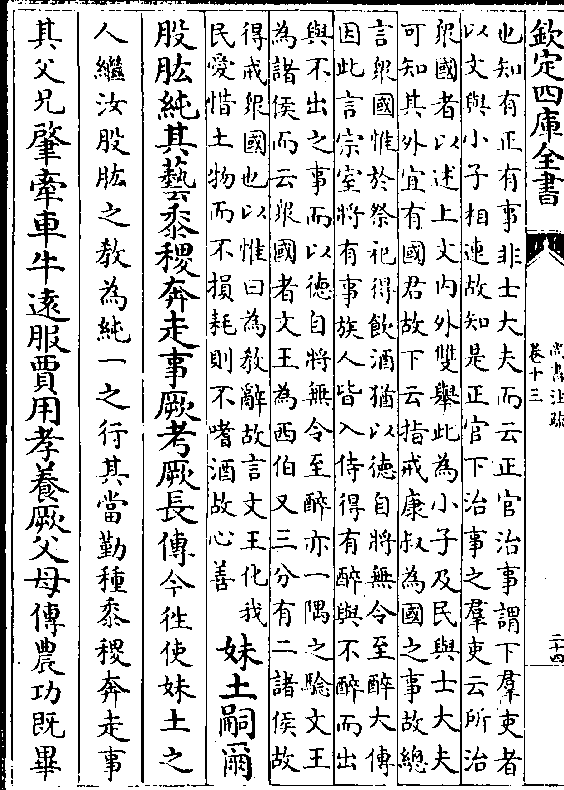 欽定四庫全書
尚書注疏
卷十三
二十四
也知有正有事非士大夫而云正官治事謂下羣吏者
以文與小子相連故知是正官下治事之羣吏云所治
衆國者以述上文内外雙舉此為小子及民與士大夫
可知其外宜有國君故下云指戒康叔為國之事故總
言衆國惟於祭祀得飲酒猶以德自將無令至醉大傳
因此言宗室將有事族人皆入侍得有醉與不醉而出
與不出之事而以德自將無令至醉亦一隅之驗文王
為諸侯而云衆國者文王為西伯又三分有二諸侯故
得戒衆國也以惟曰為教辭故言文王化我
民愛惜土物而不損耗則不嗜酒故心善
妹土嗣爾
股肱純其藝黍稷奔走事厥考厥長傳今徃使妹土之
人繼汝股肱之教為純一之行其當勤種黍稷奔走事
其父兄肇牽車牛遠服賈用孝養厥父母傳農功既畢